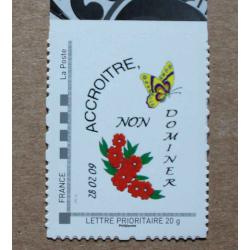 La Poste
FRANCE
ACCROITRE,
NON
DOMINER
28 02 09
LETTRE PRIORITAIRE 20 g